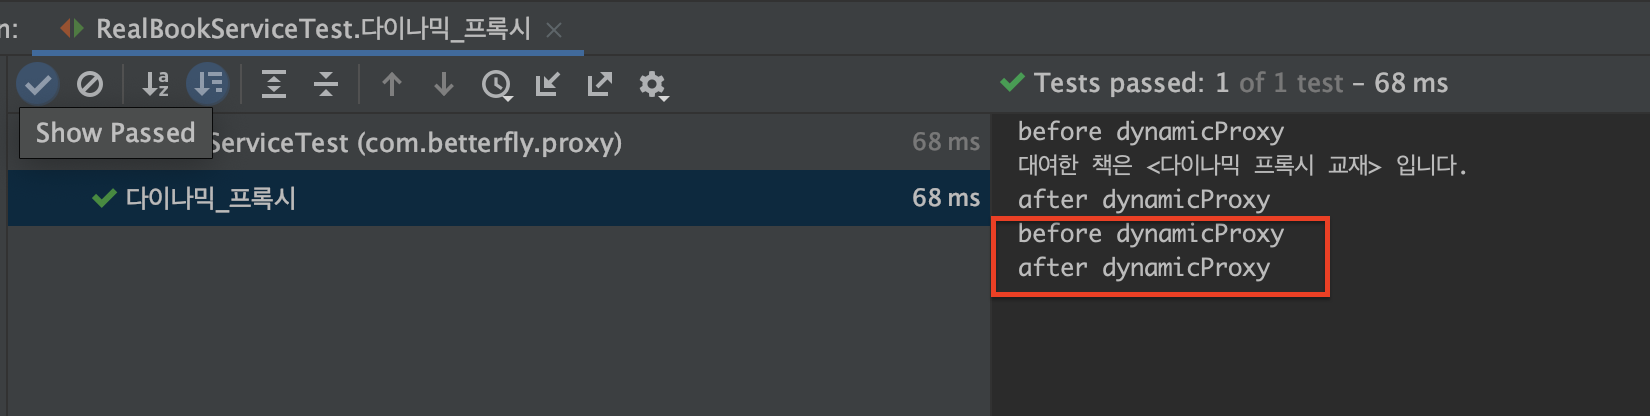 n:
RealBookServiceTest.다이나믹_프록시
Tests passed: 1 of 1 test – 68 ms
Show Passed
ServiceTest (com.betterfly.proxy)
68 ms
다이나믹_프록시
68 ms
before dynamicProxy
대여한 책은 <다이나믹 프록시 교재> 입니다.
after dynamicProxy
before dynamicProxy
after dynamicProxy